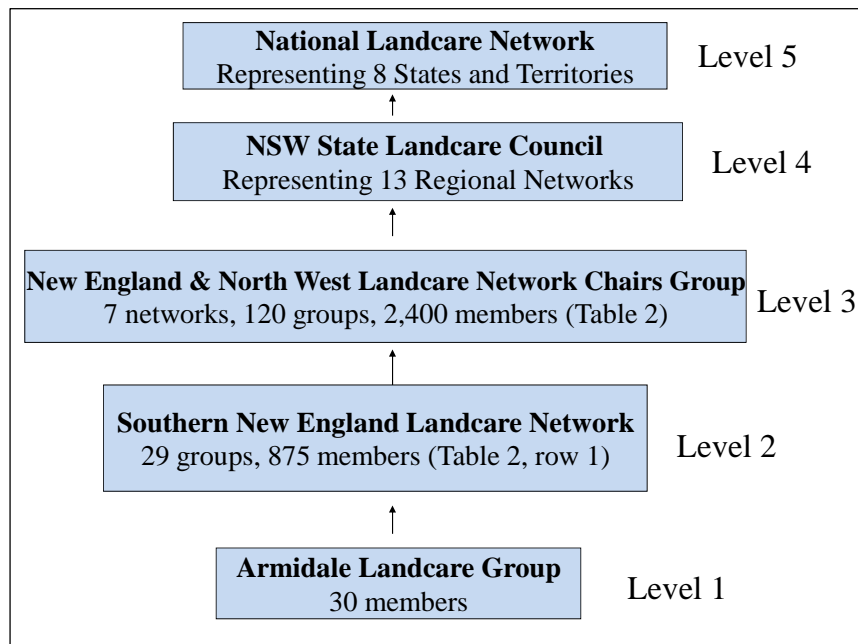 National Landcare Network
Representing 8 States and Territories
Level 5
NSW State Landcare Council
Representing 13 Regional Networks
Level 4
New England & North West Landcare Network Chairs Group
7 networks, 120 groups, 2,400 members (Table 2)
Level 3
Southern New England Landcare Network
29 groups, 875 members (Table 2, row 1)
Level 2
Armidale Landcare Group
30 members
Level 1